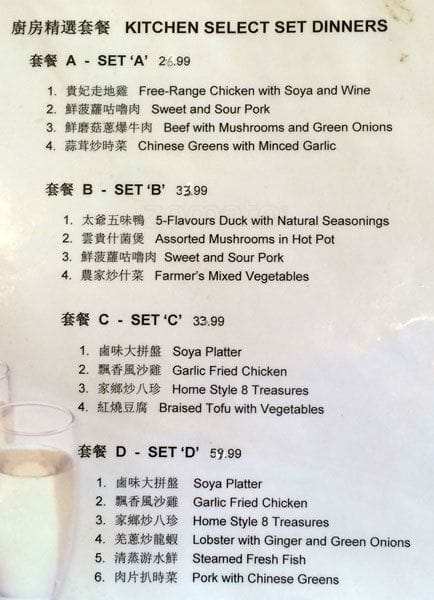 廚房精選套餐 KITCHEN SELECT SET DINNERS
套餐 A - SET ‘A’ 26.99
1. 貴妃走地雞 Free-Range Chicken with Soya and Wine
2. 鮮菠蘿咕嚕肉 Sweet and Sour Pork
3. 鮮磨菇蔥爆牛肉 Beef with Mushrooms and Green Onions
4. 蒜茸炒時菜 Chinese Greens with Minced Garlic
套餐 B - SET ‘B’ 33.99
1. 太爺五味鴨 5-Flavours Duck with Natural Seasonings
2. 雲貴什菌煲 Assorted Mushrooms in Hot Pot
3. 鮮菠蘿咕嚕肉 Sweet and Sour Pork
4. 農家炒什菜 Farmer’s Mixed Vegetables
套餐 C - SET ‘C’ 33.99
1. 鹵味大拼盤 Soya Platter
2. 飄香風沙雞 Garlic Fried Chicken
3. 家鄉炒八珍 Home Style 8 Treasures
4. 紅燒豆腐 Braised Tofu with Vegetables
套餐 D - SET ‘D’ 59.99
1. 鹵味大拼盤 Soya Platter
2. 飄香風沙雞 Garlic Fried Chicken
3. 家鄉炒八珍 Home Style 8 Treasures
4. 羌蔥炒龍蝦 Lobster with Ginger and Green Onions
5. 清蒸游水鮮 Steamed Fresh Fish
6. 肉片扒時菜 Pork with Chinese Greens